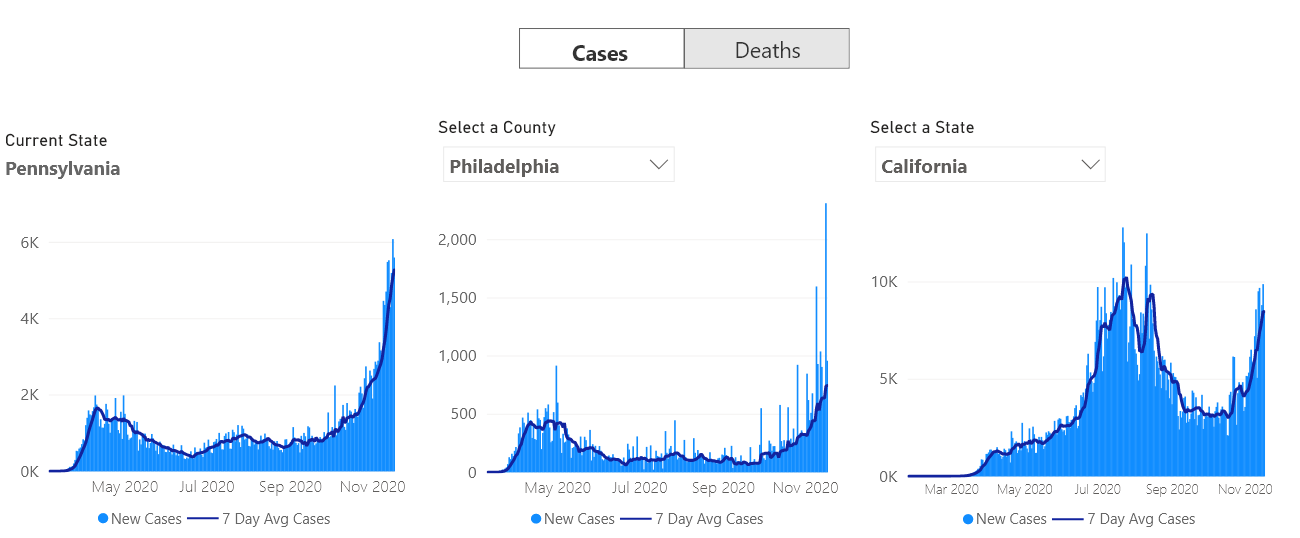 Cases
Deaths
Current State
Pennsylvania
6K
4K
2K
0K
May 2020
Jul 2020
Sep 2020
Nov 2020
New Cases
7 Day Avg Cases
Select a County
Philadelphia
2,000
1,500
1,000
500
0
May 2020
Jul 2020
Sep 2020
Nov 2020
New Cases
7 Day Avg Cases
Select a State
California
10K
5K
0K
Mar 2020
May 2020
Jul 2020
Sep 2020
Nov 2020
New Cases
7 Day Avg Cases